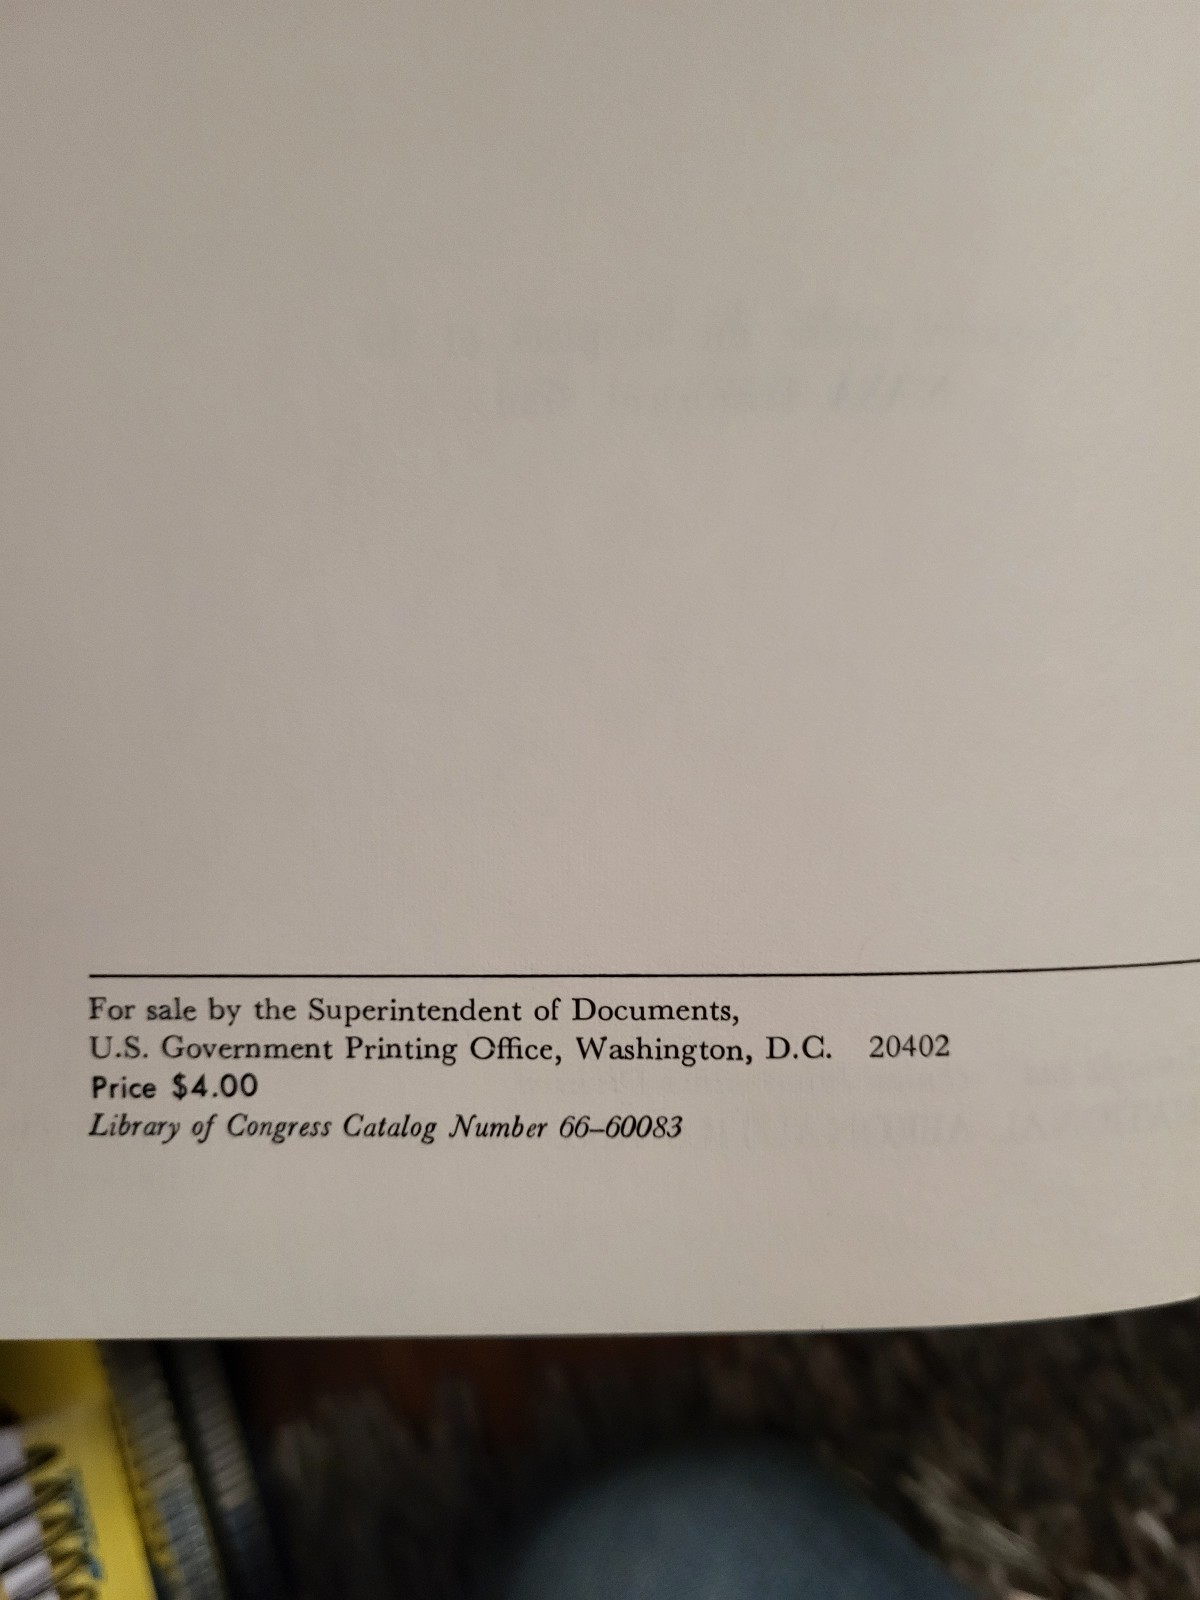 For sale by the Superintendent of Documents,
U.S. Government Printing Office, Washington, D.C. 20402
Price $4.00
Library of Congress Catalog Number 66–60083